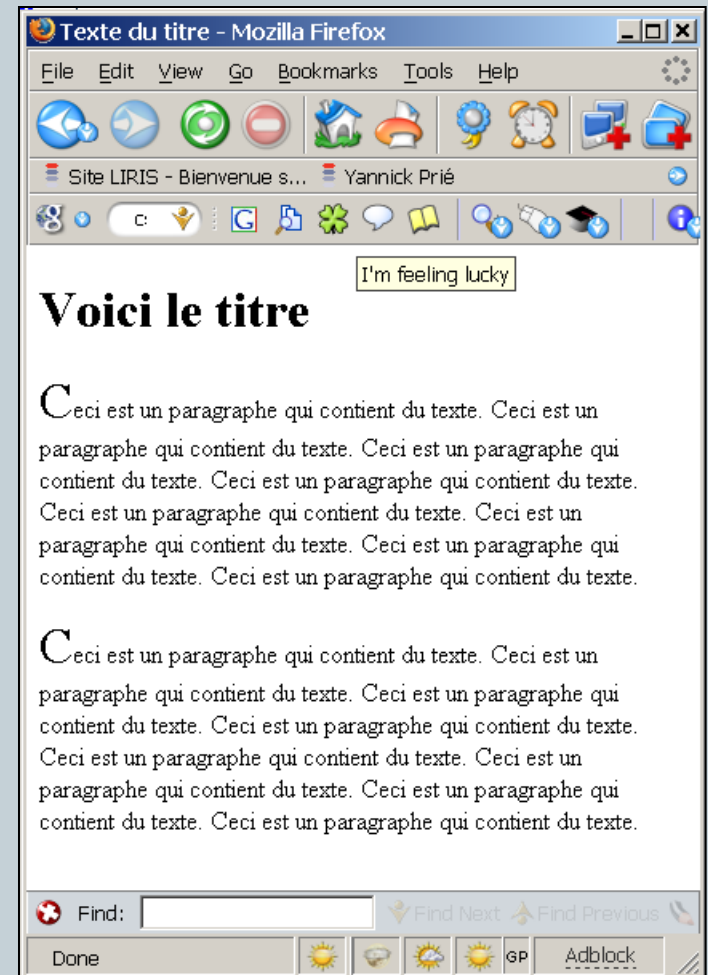 Texte du titre - Mozilla Firefox
File Edit View Go Bookmarks Tools Help
Site LIRIS - Bienvenue s... Yannick Prié
C:
I'm feeling lucky
Voici le titre
Ceci est un paragraphe qui contient du texte. Ceci est un
paragraphe qui contient du texte. Ceci est un paragraphe qui
contient du texte. Ceci est un paragraphe qui contient du texte.
Ceci est un paragraphe qui contient du texte. Ceci est un
paragraphe qui contient du texte. Ceci est un paragraphe qui
contient du texte. Ceci est un paragraphe qui contient du texte.
Ceci est un paragraphe qui contient du texte. Ceci est un
paragraphe qui contient du texte. Ceci est un paragraphe qui
contient du texte. Ceci est un paragraphe qui contient du texte.
Ceci est un paragraphe qui contient du texte. Ceci est un
paragraphe qui contient du texte. Ceci est un paragraphe qui
contient du texte. Ceci est un paragraphe qui contient du texte.
Find: Find Next Find Previous
Done GP Adblock